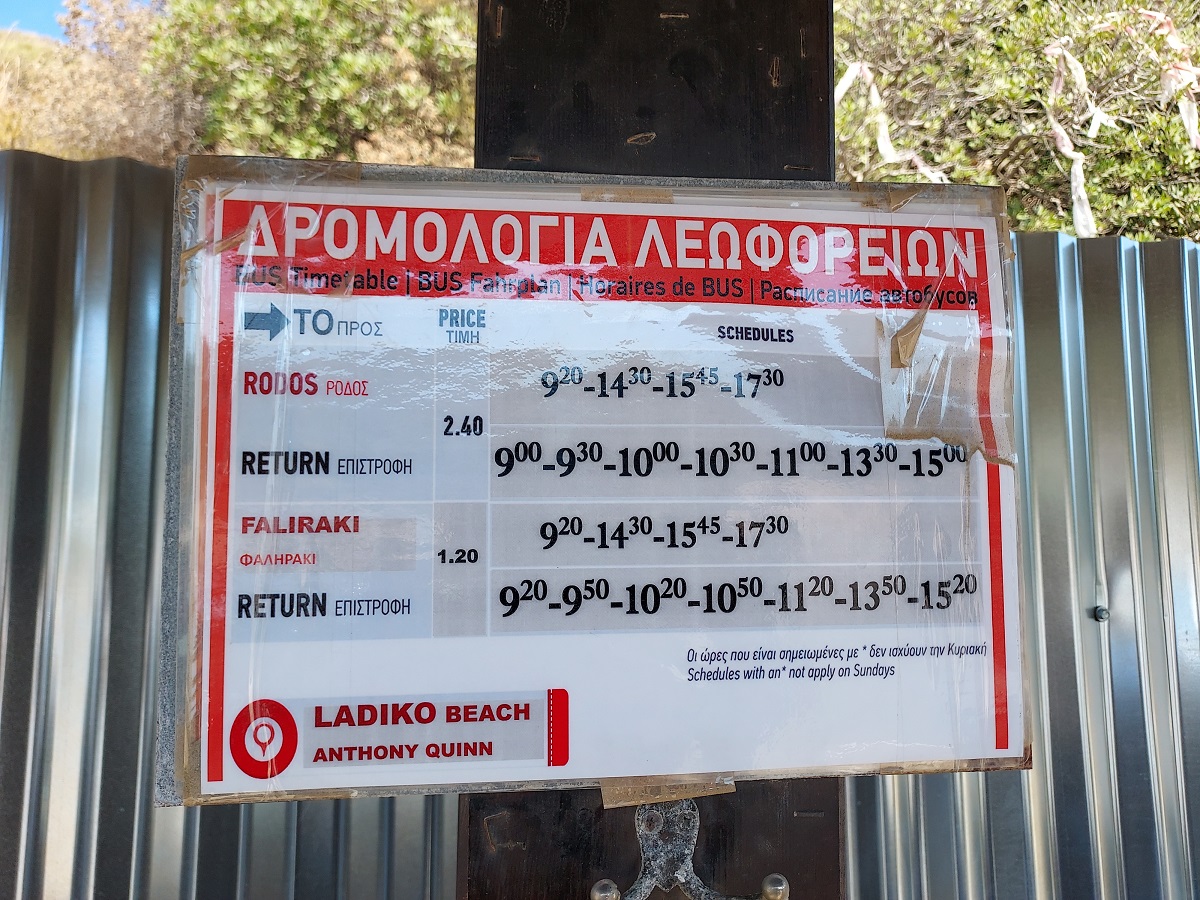 ΔΡΟΜΟΛΟΓΙΑ ΛΕΩΦΟΡΕΙΩΝ
BUS Timetable | BUS Fahrplan | Horaires de BUS | Расписание автобусов
TO ΠΡΟΣ PRICE ΤΙΜΗ SCHEDULES
RODOS ΡΟΔΟΣ 9²⁰-14³⁰-15⁴⁵-17³⁰
2.40
RETURN ΕΠΙΣΤΡΟΦΗ 9⁰⁰-9³⁰-10⁰⁰-10³⁰-11⁰⁰-13³⁰-15⁰⁰
FALIRAKI 9²⁰-14³⁰-15⁴⁵-17³⁰
ΦΑΛΗΡΑΚΙ 1.20
RETURN ΕΠΙΣΤΡΟΦΗ 9²⁰-9⁵⁰-10²⁰-10⁵⁰-11²⁰-13⁵⁰-15²⁰
Οι ώρες που είναι σημειωμένες με * δεν ισχύουν την Κυριακή
Schedules with an* not apply on Sundays
LADIKO BEACH
ANTHONY QUINN